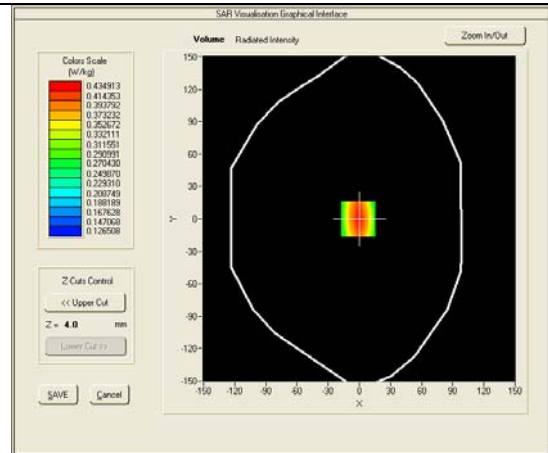 SAR Visualisation Graphical Interface
Volume Radiated Intensity
Zoom In/Out
Colors Scale
(W/kg)
0.434913
0.414353
0.393792
0.373232
0.352672
0.332111
0.311551
0.290991
0.270430
0.249870
0.229310
0.208749
0.188189
0.167628
0.147068
0.126508
Z Cuts Control
<< Upper Cut
Z = 4.0 mm
Lower Cut >>
SAVE
Cancel
Y
150-
120-
90-
60-
30-
0-
-30-
-60-
-90-
-120-
-150-
-150 -120 -90 -60 -30 0 30 60 90 120 150
X